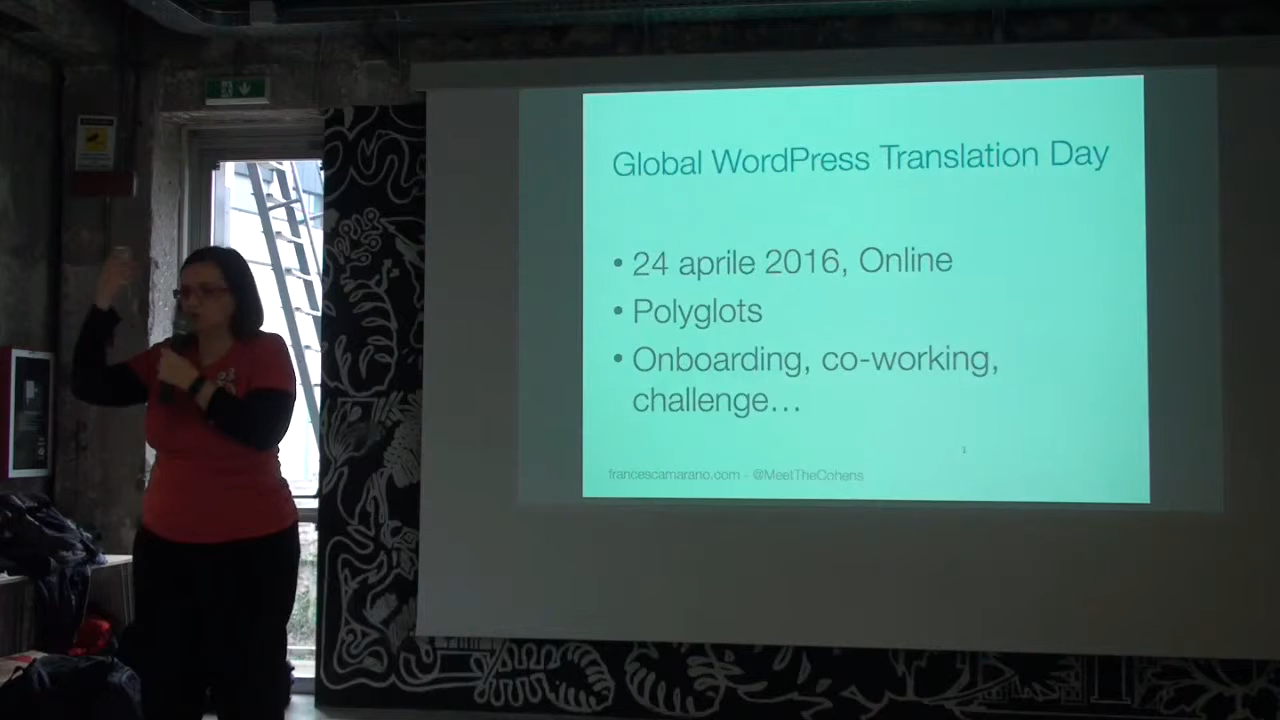 Global WordPress Translation Day
• 24 aprile 2016, Online
• Polyglots
• Onboarding, co-working,
challenge…
francescamarano.com - @MeetTheCohens